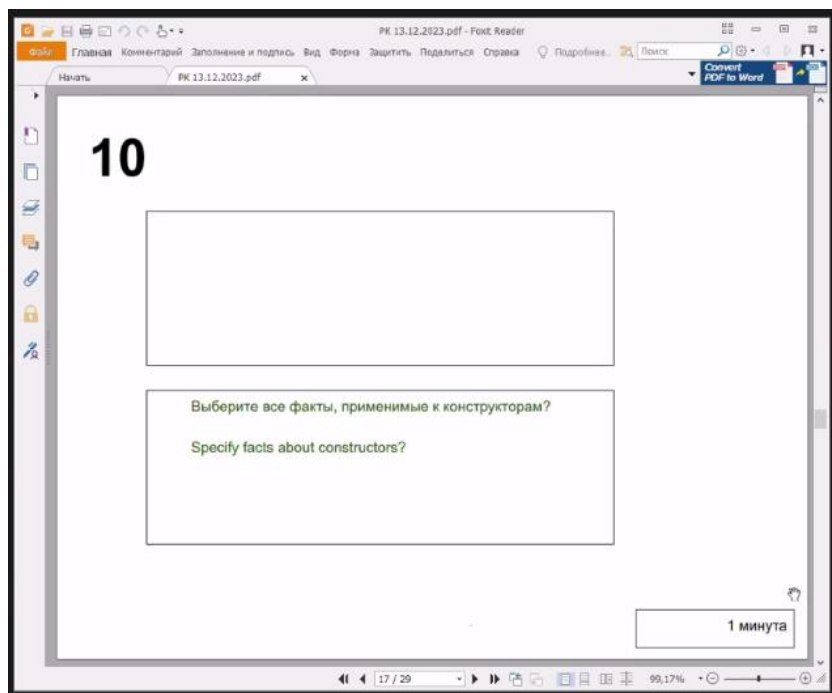 PK 13.12.2023.pdf - Foxit Reader
Файл Главная Комментарий Заполнение и подпись Вид Форма Защитить Поделиться Справка Подробнее.. Поиск
Начать PK 13.12.2023.pdf
Convert
PDF to Word
10
Выберите все факты, применимые к конструкторам?
Specify facts about constructors?
1 минута
17 / 29 99,17%